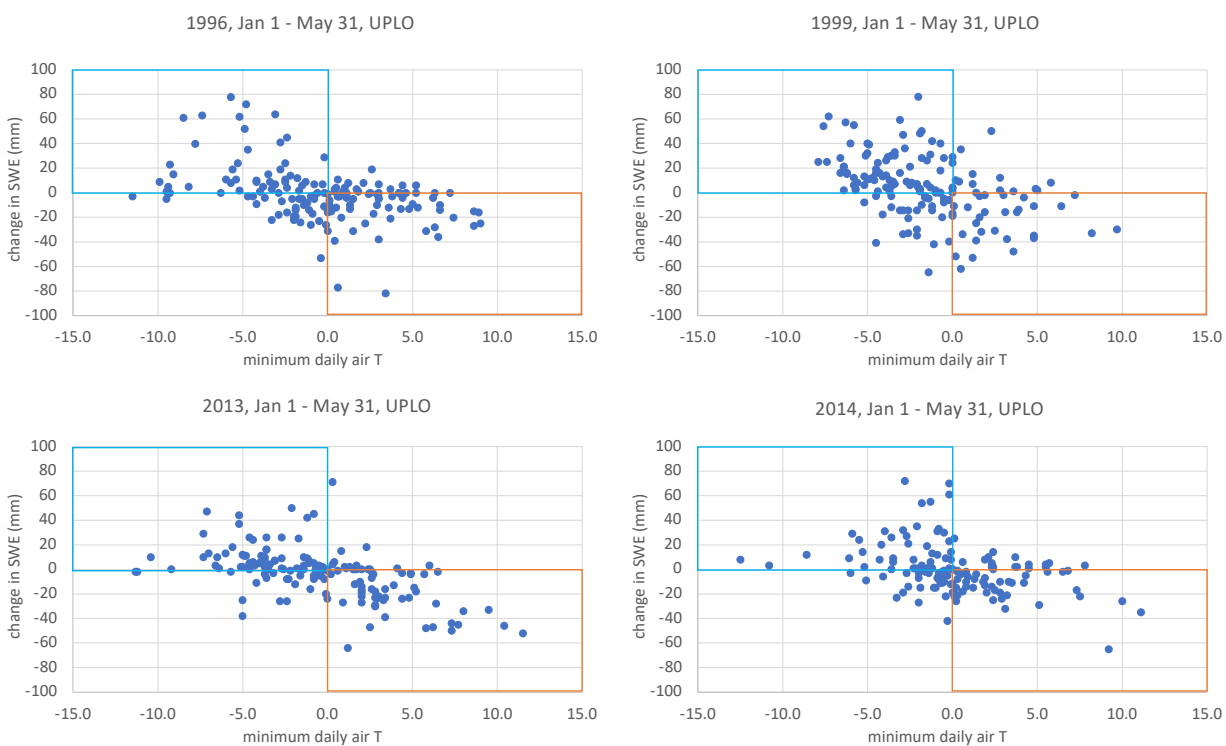 1996, Jan 1 - May 31, UPLO
change in SWE (mm)
100
80
60
40
20
0
-20
-40
-60
-80
-100
-15.0 -10.0 -5.0 0.0 5.0 10.0 15.0
minimum daily air T
1999, Jan 1 - May 31, UPLO
change in SWE (mm)
100
80
60
40
20
0
-20
-40
-60
-80
-100
-15.0 -10.0 -5.0 0.0 5.0 10.0 15.0
minimum daily air T
2013, Jan 1 - May 31, UPLO
change in SWE (mm)
100
80
60
40
20
0
-20
-40
-60
-80
-100
-15.0 -10.0 -5.0 0.0 5.0 10.0 15.0
minimum daily air T
2014, Jan 1 - May 31, UPLO
change in SWE (mm)
100
80
60
40
20
0
-20
-40
-60
-80
-100
-15.0 -10.0 -5.0 0.0 5.0 10.0 15.0
minimum daily air T